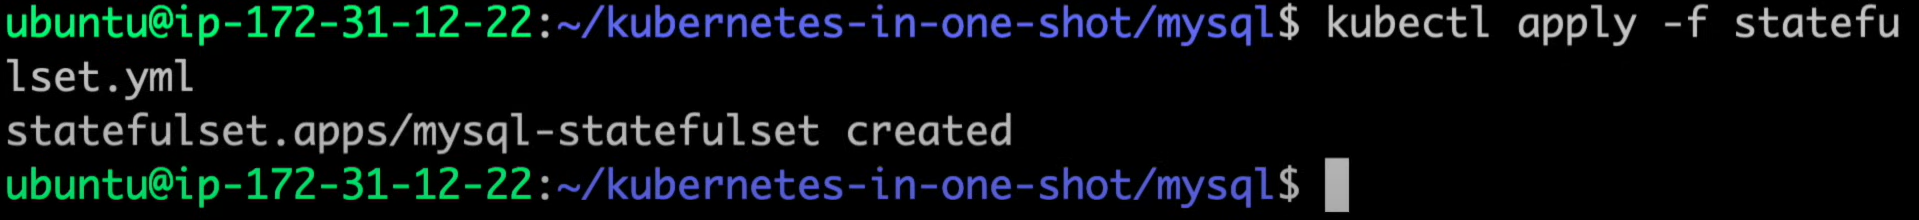 ubuntu@ip-172-31-12-22:~/kubernetes-in-one-shot/mysql$ kubectl apply -f statefu
lset.yml
statefulset.apps/mysql-statefulset created
ubuntu@ip-172-31-12-22:~/kubernetes-in-one-shot/mysql$